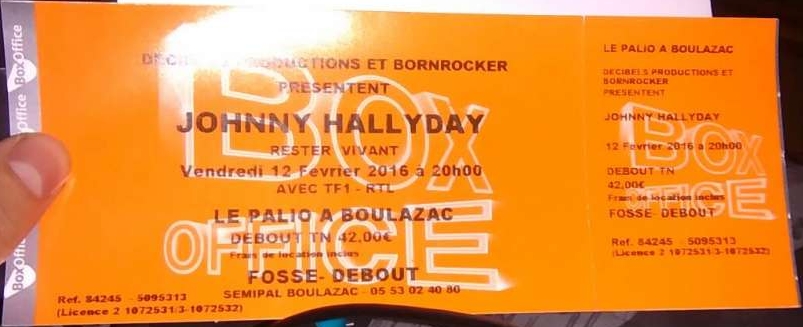 BoxOffice
BoxOffice
BoxOffice
BOX
OFFICE
DECIBELS PRODUCTIONS ET BORNROCKER
PRESENTENT
JOHNNY HALLYDAY
RESTER VIVANT
Vendredi 12 Fevrier 2016 à 20h00
AVEC TF1 - RTL
LE PALIO A BOULAZAC
DEBOUT TN 42,00€
Frais de location inclus
FOSSE- DEBOUT
SEMIPAL BOULAZAC - 05 53 02 40 80
Ref. 84245 - 5095313
(Licence 2 1072531/3-1072532)
BOX
OFFICE
LE PALIO A BOULAZAC
DECIBELS PRODUCTIONS ET
BORNROCKER
PRESENTENT
JOHNNY HALLYDAY
12 Fevrier 2016 à 20h00
DEBOUT TN
42,00€
Frais de location inclus
FOSSE- DEBOUT
Ref. 84245 - 5095313
(Licence 2 1072531/3-1072532)